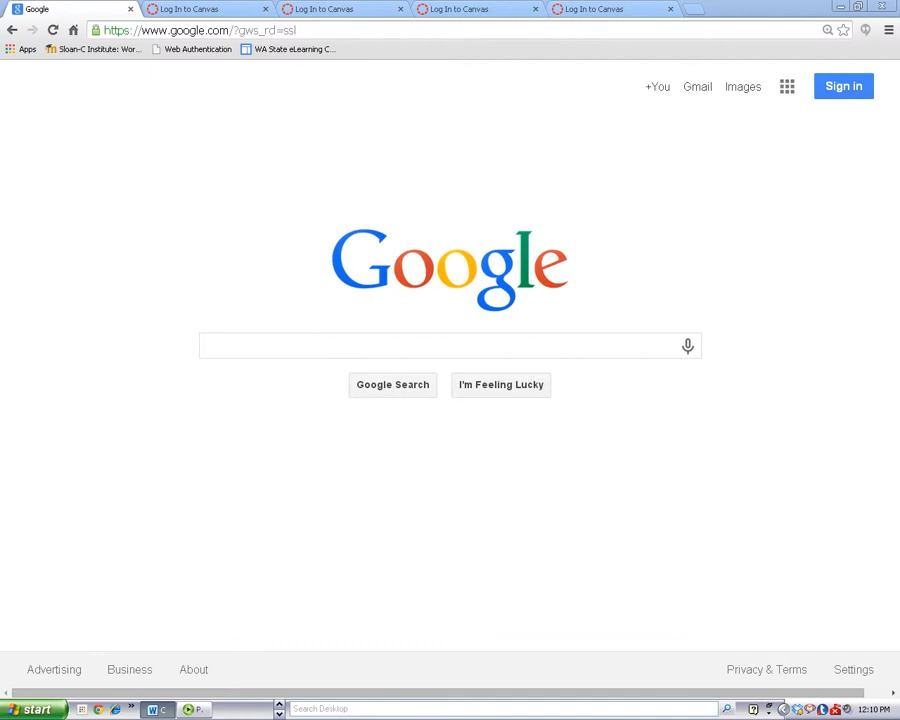 Google
Log In to Canvas
Log In to Canvas
Log In to Canvas
Log In to Canvas
https://www.google.com/?gws_rd=ssl
Apps
Sloan-C Institute: Wor...
Web Authentication
WA State eLearning C...
+You
Gmail
Images
Sign in
Google
Google Search
I'm Feeling Lucky
Advertising
Business
About
Privacy & Terms
Settings
start
C
P.
Search Desktop
12:10 PM